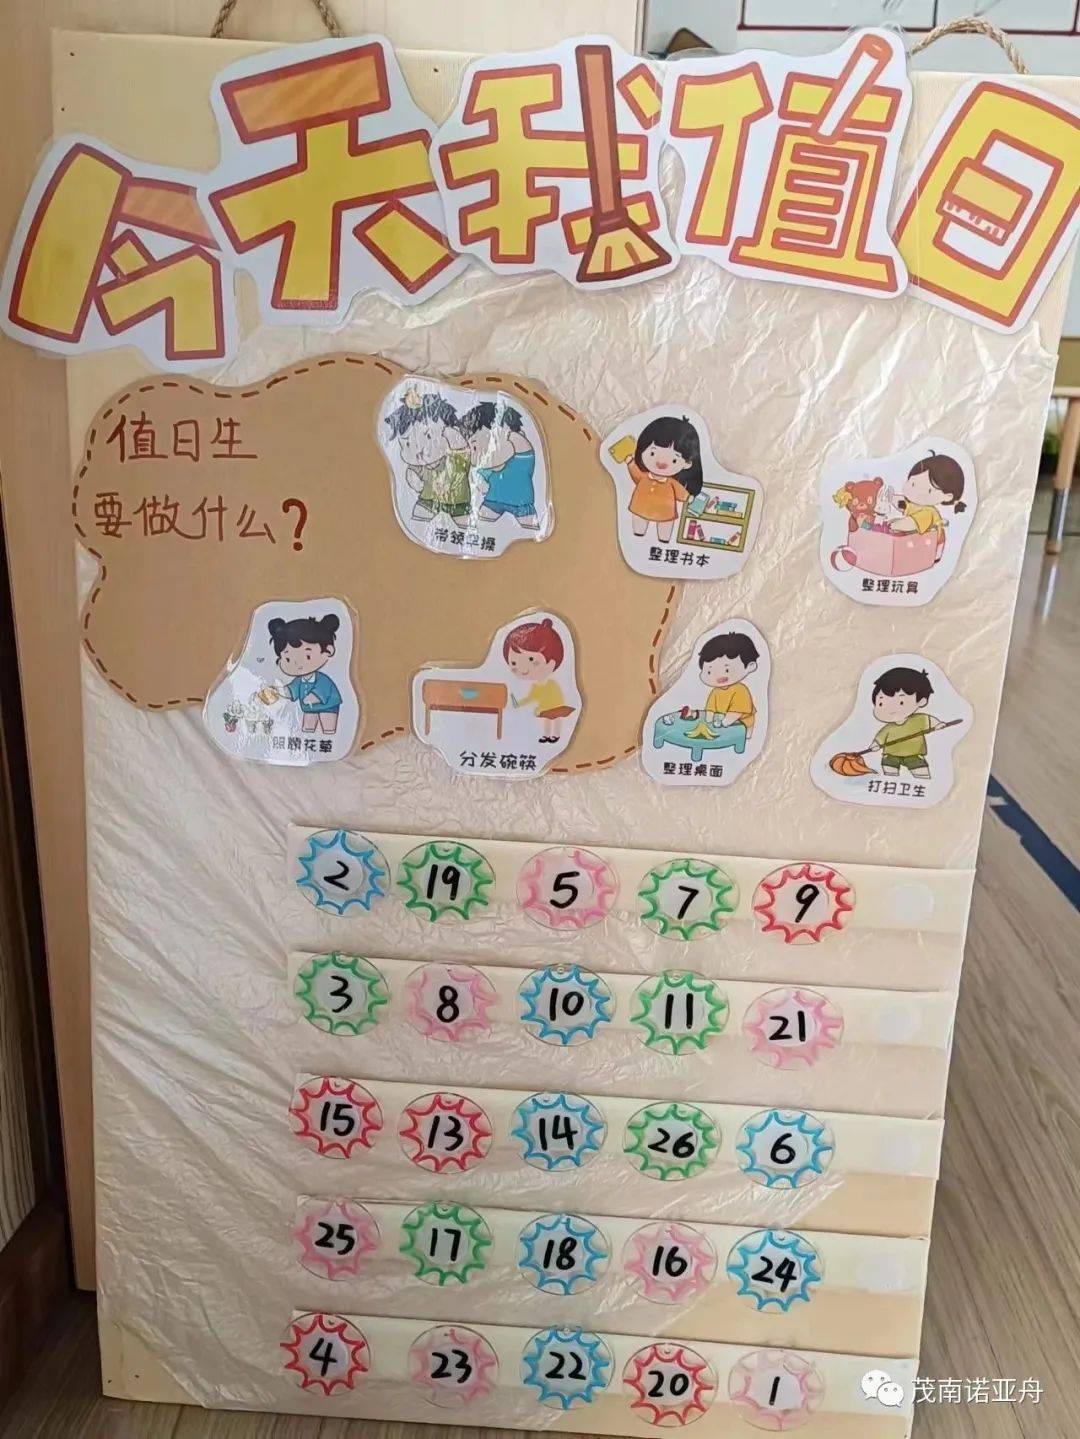 今天我值日
值日生
要做什么?
带领早操
整理书本
整理玩具
照顾花草
分发碗筷
整理桌面
打扫卫生
2 19 5 7 9
3 8 10 11 21
15 13 14 26 6
25 17 18 16 24
4 23 22 20 1
茂南诺亚舟